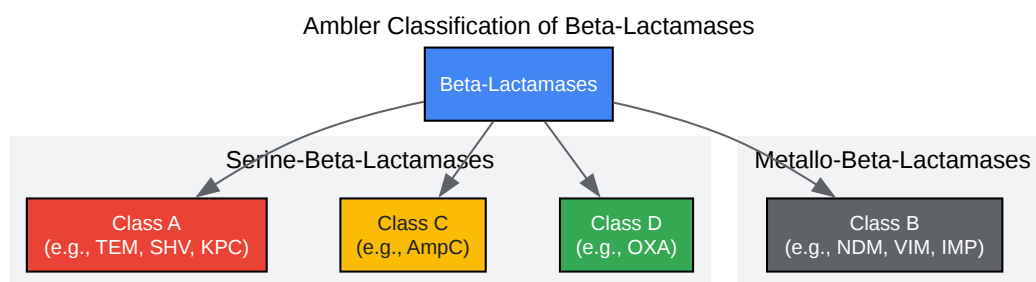 Ambler Classification of Beta-Lactamases
Beta-Lactamases
Serine-Beta-Lactamases
Metallo-Beta-Lactamases
Class A
(e.g., TEM, SHV, KPC)
Class C
(e.g., AmpC)
Class D
(e.g., OXA)
Class B
(e.g., NDM, VIM, IMP)